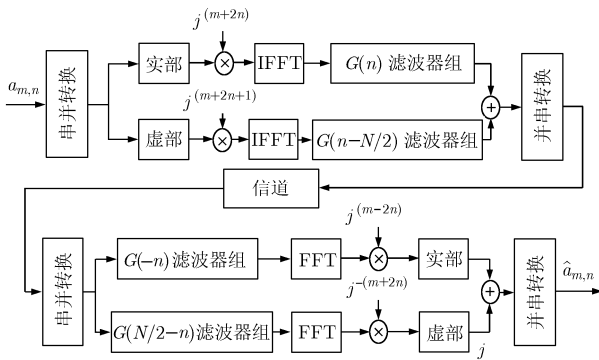 j^{(m+2n)}
a_{m,n}
串并转换
实部
×
IFFT
G(n) 滤波器组
j^{(m+2n+1)}
虚部
×
IFFT
G(n−N/2) 滤波器组
+
并串转换
信道
串并转换
j^{(m−2n)}
G(−n)滤波器组
FFT
×
实部
j^{−(m+2n)}
G(N/2−n)滤波器组
FFT
×
虚部
j
+
并串转换
â_{m,n}